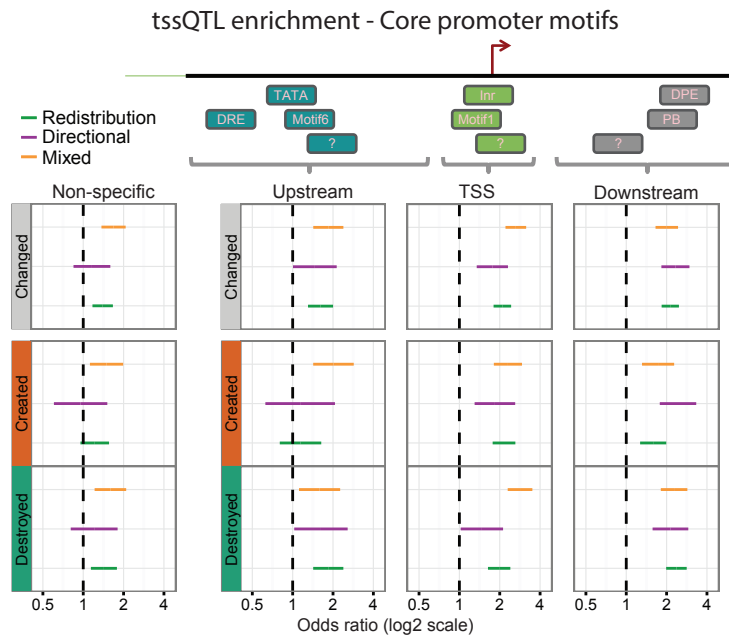 tssQTL enrichment - Core promoter motifs
TATA
Inr
DPE
Redistribution
DRE
Motif6
Motif1
PB
Directional
?
?
?
Mixed
Non-specific
Upstream
TSS
Downstream
Changed
Changed
Created
Created
Destroyed
Destroyed
0.5 1 2 4
0.5 1 2 4
0.5 1 2 4
0.5 1 2 4
Odds ratio (log2 scale)